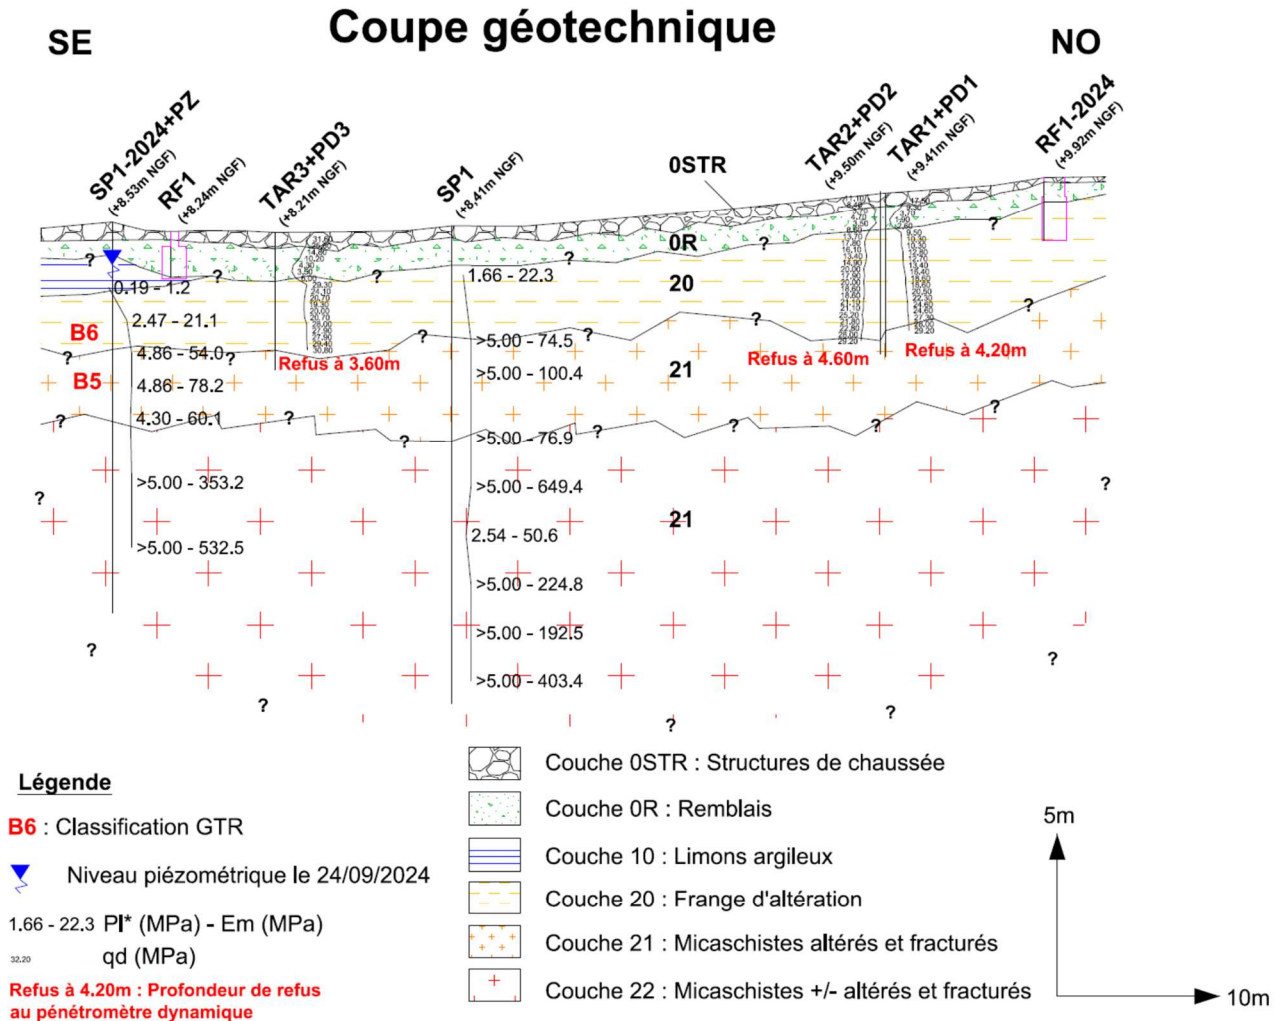 Coupe géotechnique
SE
NO
SP1-2024+PZ
(+8.53m NGF)
RF1
(+8.24m NGF)
TAR3+PD3
(+8.21m NGF)
SP1
(+8.41m NGF)
0STR
TAR2+PD2
(+9.50m NGF)
TAR1+PD1
(+9.41m NGF)
RF1-2024
(+9.92m NGF)
0R
20
21
21
B6
B5
0.19 - 1.2
2.47 - 21.1
4.86 - 54.0
4.86 - 78.2
4.30 - 60.1
>5.00 - 353.2
>5.00 - 532.5
Refus à 3.60m
1.66 - 22.3
>5.00 - 74.5
>5.00 - 100.4
>5.00 - 76.9
>5.00 - 649.4
2.54 - 50.6
>5.00 - 224.8
>5.00 - 192.5
>5.00 - 403.4
Refus à 4.60m
Refus à 4.20m
Légende
B6 : Classification GTR
Niveau piézométrique le 24/09/2024
1.66 - 22.3 Pl* (MPa) - Em (MPa)
32.20 qd (MPa)
Refus à 4.20m : Profondeur de refus
au pénétromètre dynamique
Couche 0STR : Structures de chaussée
Couche 0R : Remblais
Couche 10 : Limons argileux
Couche 20 : Frange d'altération
Couche 21 : Micaschistes altérés et fracturés
Couche 22 : Micaschistes +/- altérés et fracturés
5m
10m